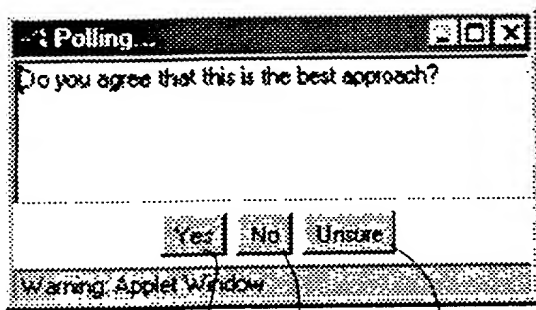 Polling...
Do you agree that this is the best approach?
Yes No Unsure
Warning: Applet Window